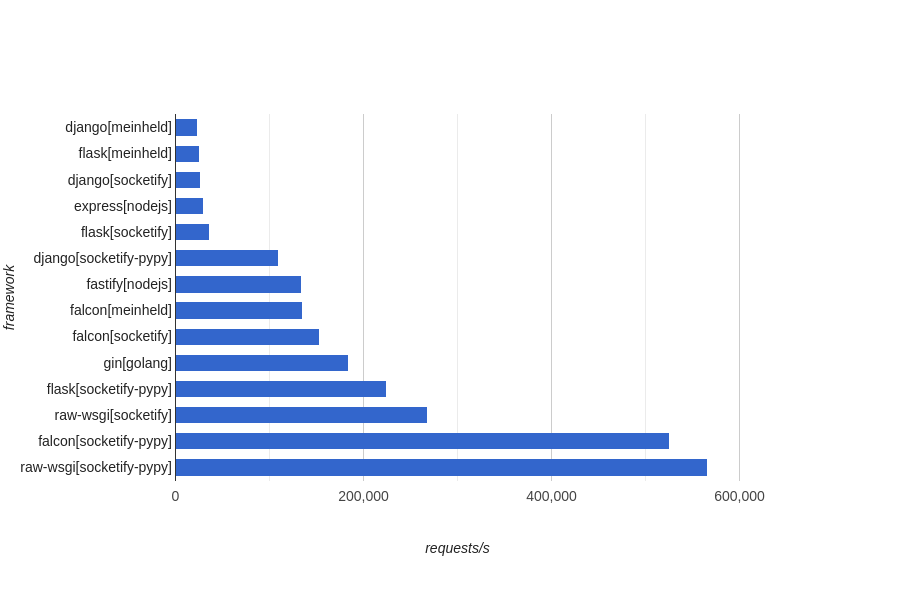 django[meinheld]
flask[meinheld]
django[socketify]
express[nodejs]
flask[socketify]
django[socketify-pypy]
fastify[nodejs]
falcon[meinheld]
falcon[socketify]
gin[golang]
flask[socketify-pypy]
raw-wsgi[socketify]
falcon[socketify-pypy]
raw-wsgi[socketify-pypy]
framework
0 200,000 400,000 600,000
requests/s